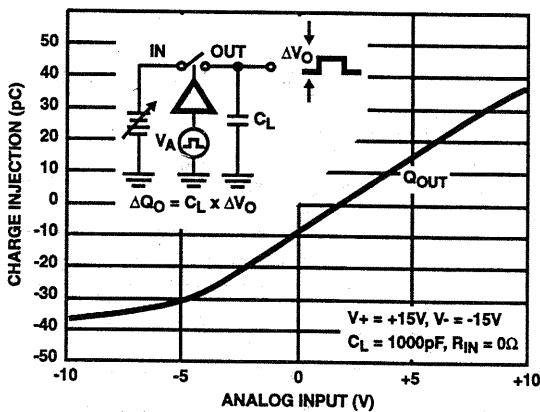 CHARGE INJECTION (pC)
50
40
30
20
10
0
-10
-20
-30
-40
-50
IN
OUT
ΔVO
CL
VA
ΔQO = CL x ΔVO
QOUT
V+ = +15V, V- = -15V
CL = 1000pF, RIN = 0Ω
-10
-5
0
+5
+10
ANALOG INPUT (V)